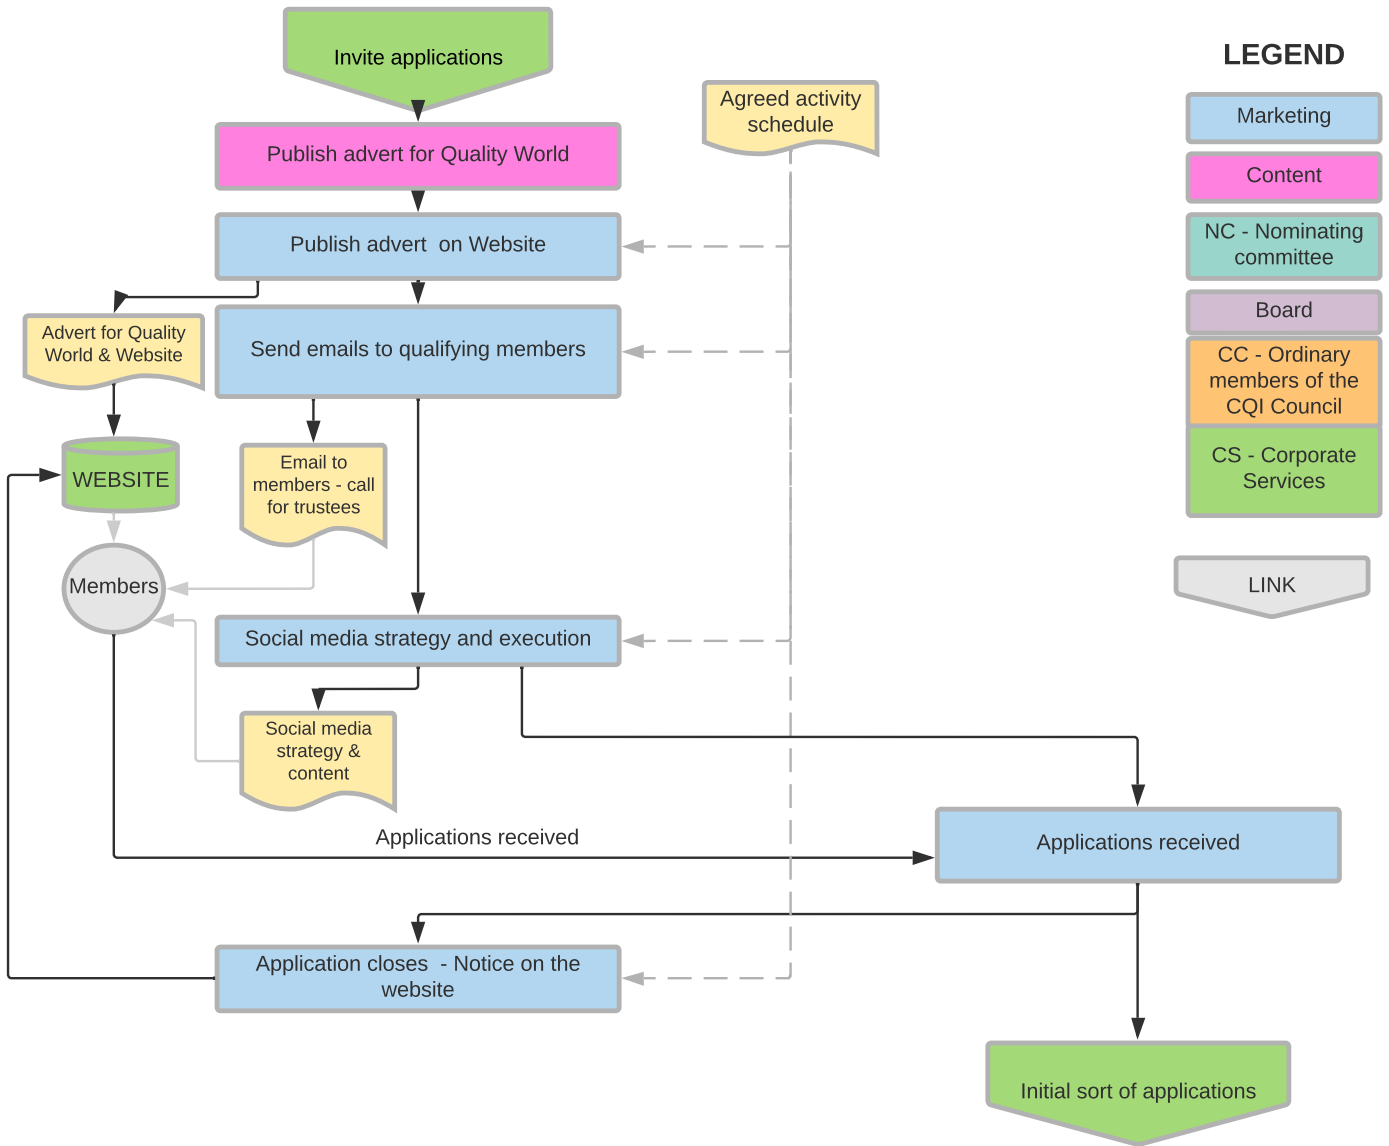 Invite applications
Publish advert for Quality World
Publish advert  on Website
Send emails to qualifying members
Agreed activity
schedule
Advert for Quality
World & Website
WEBSITE
Members
Email to
members - call
for trustees
Social media strategy and execution
Social media
strategy &
content
Applications received
Applications received
Application closes  - Notice on the
website
Initial sort of applications
LEGEND
Marketing
Content
NC - Nominating
committee
Board
CC - Ordinary
members of the
CQI Council
CS - Corporate
Services
LINK